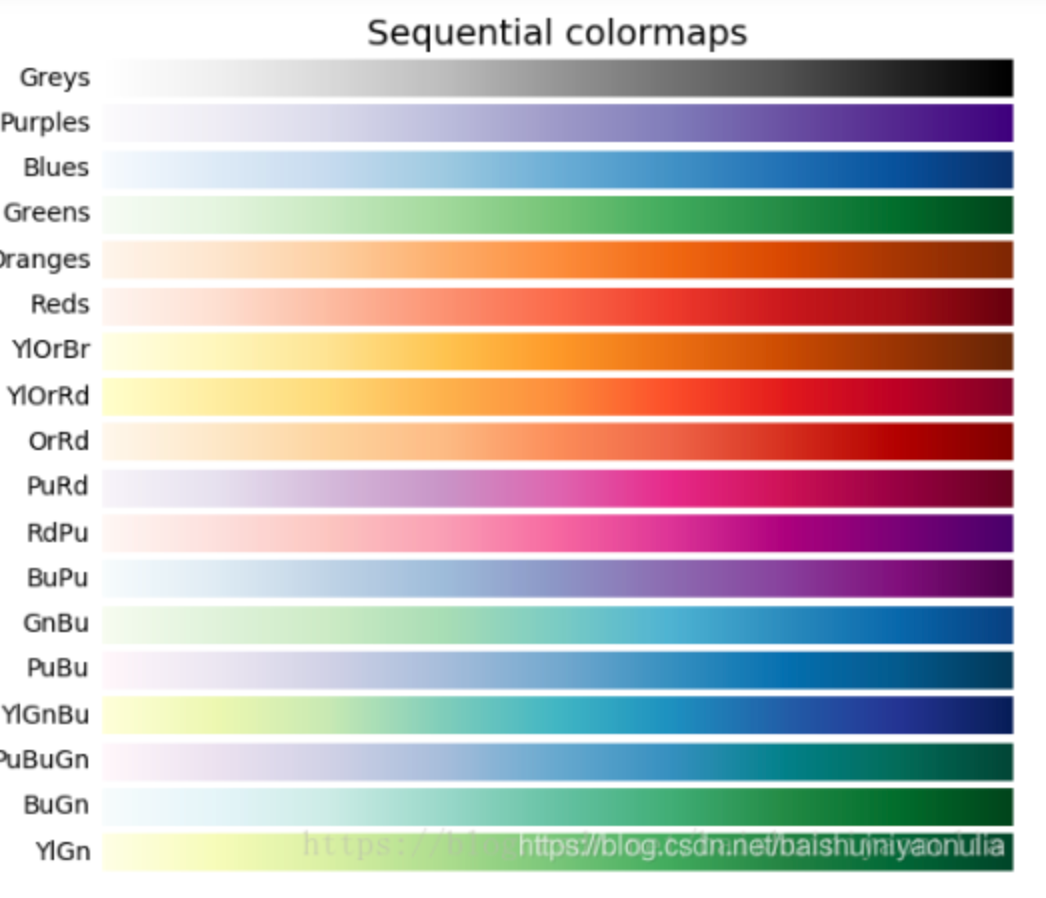 Sequential colormaps
Greys
Purples
Blues
Greens
Oranges
Reds
YlOrBr
YlOrRd
OrRd
PuRd
RdPu
BuPu
GnBu
PuBu
YlGnBu
PuBuGn
BuGn
YlGn
https://blog.csdn.net/baishuiniyaonulia